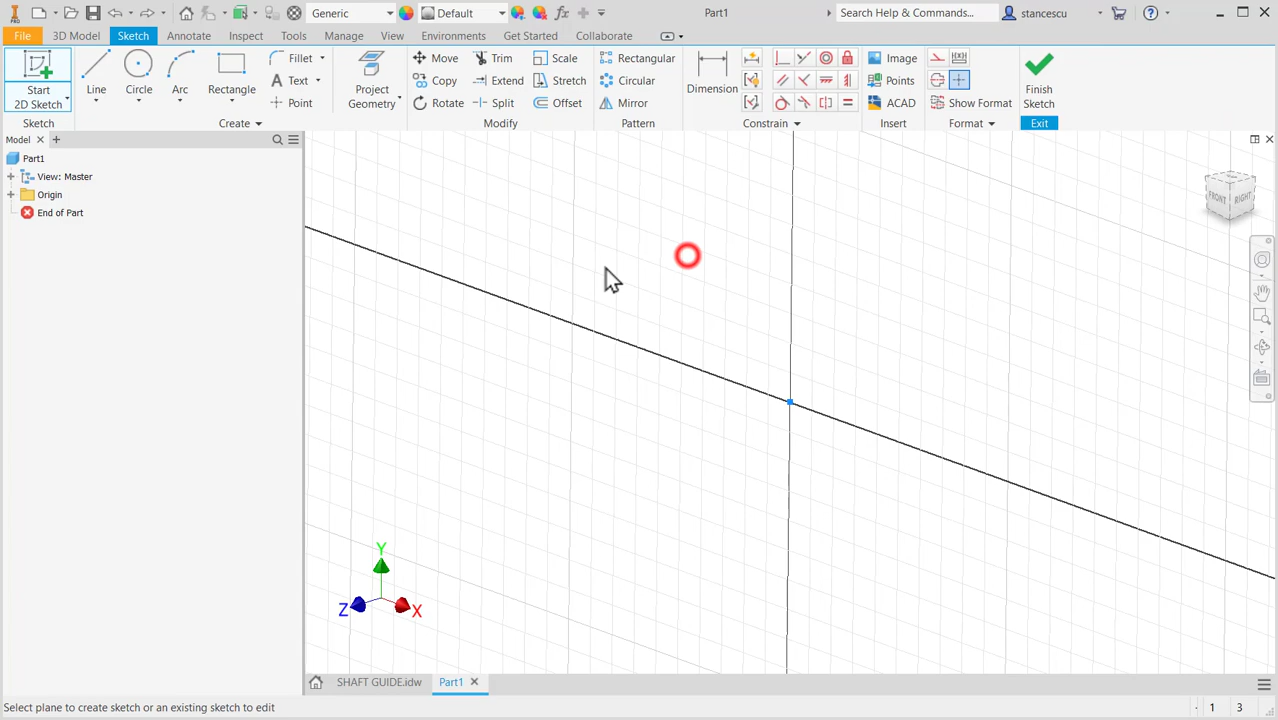 Generic
Default
Part1
Search Help & Commands...
stancescu
File
3D Model
Sketch
Annotate
Inspect
Tools
Manage
View
Environments
Get Started
Collaborate
Start
2D Sketch
Line
Circle
Arc
Rectangle
Fillet
Text
Point
Project
Geometry
Move
Copy
Rotate
Trim
Extend
Split
Scale
Stretch
Offset
Rectangular
Circular
Mirror
Dimension
Image
Points
ACAD
Show Format
Finish
Sketch
Sketch
Create
Modify
Pattern
Constrain
Insert
Format
Exit
Model
Part1
View: Master
Origin
End of Part
FRONT
RIGHT
Y
Z
X
SHAFT GUIDE.idw
Part1
Select plane to create sketch or an existing sketch to edit
1
3